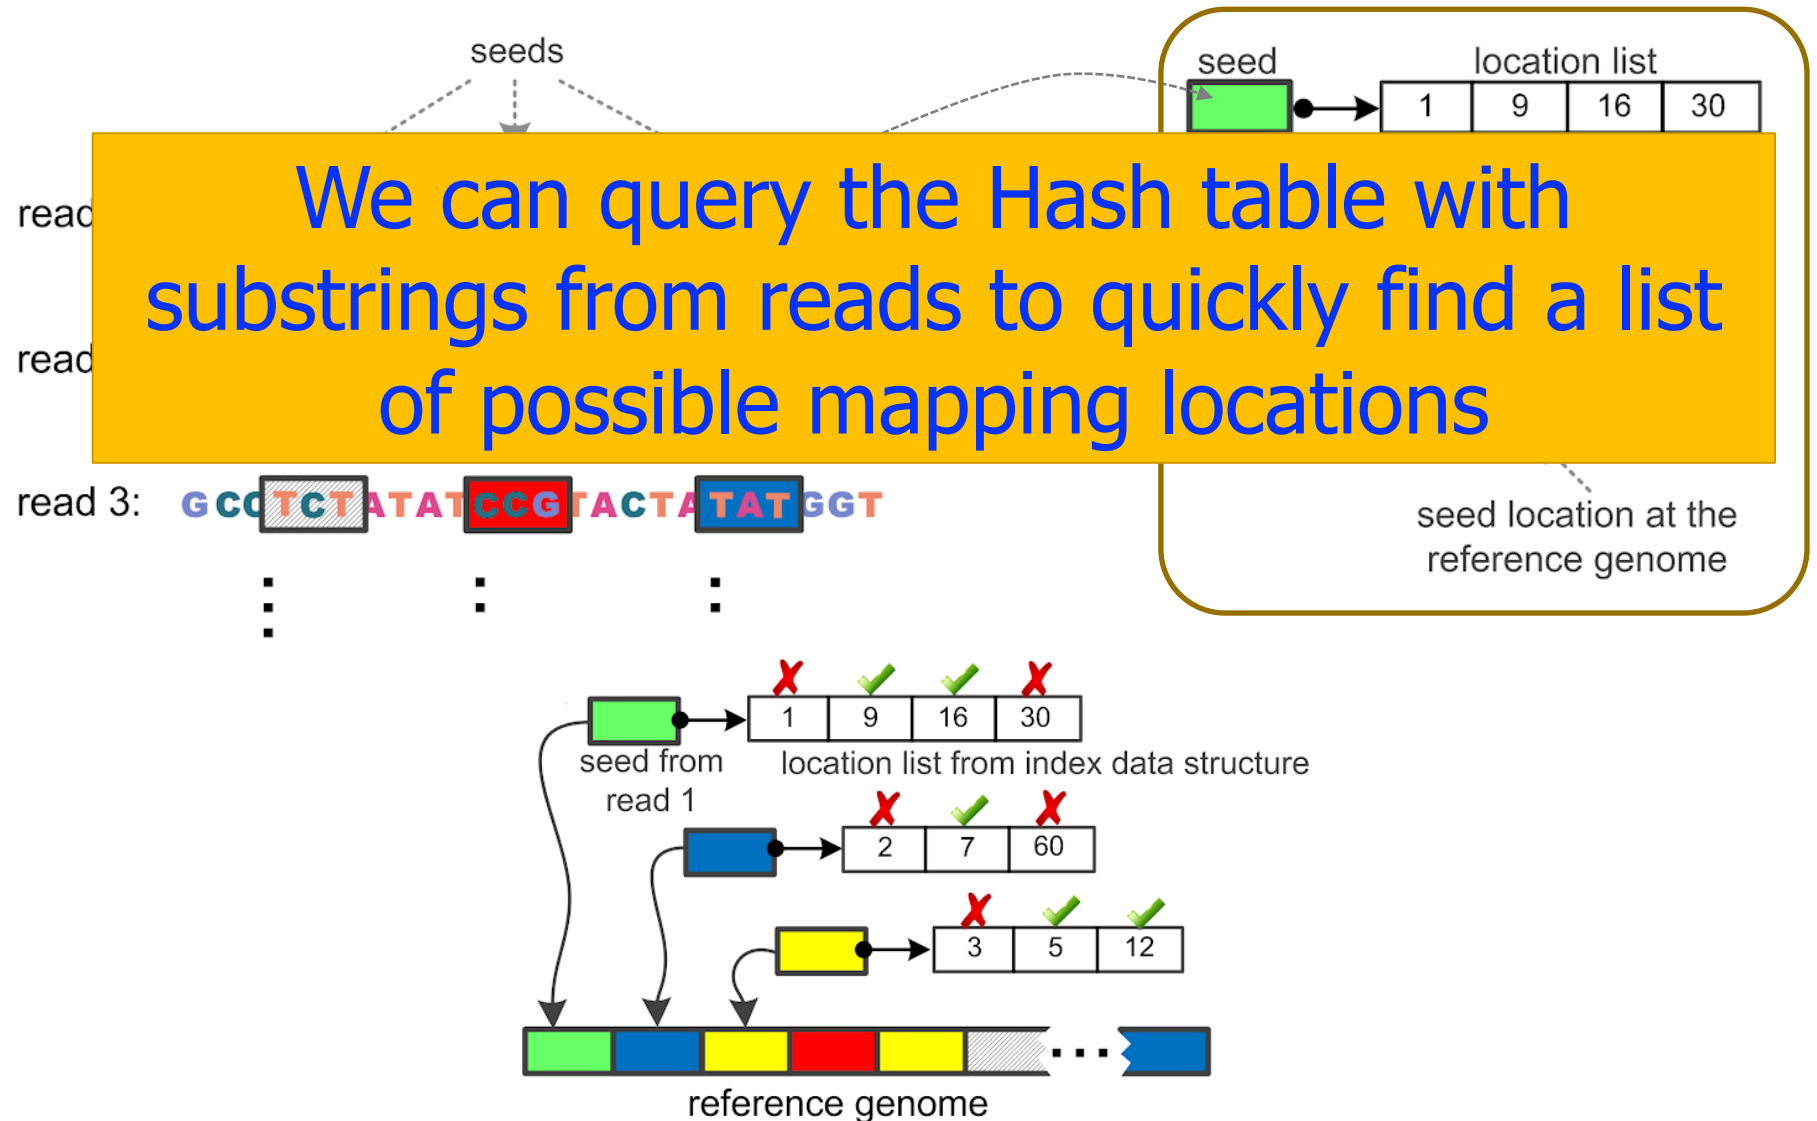 seeds
seed location list
1 9 16 30
We can query the Hash table with
substrings from reads to quickly find a list
of possible mapping locations
read
read
read 3: GCCTCTATATCCGTACTATATGGT
seed location at the
reference genome
1 9 16 30
seed from
read 1
location list from index data structure
2 7 60
3 5 12
...
reference genome